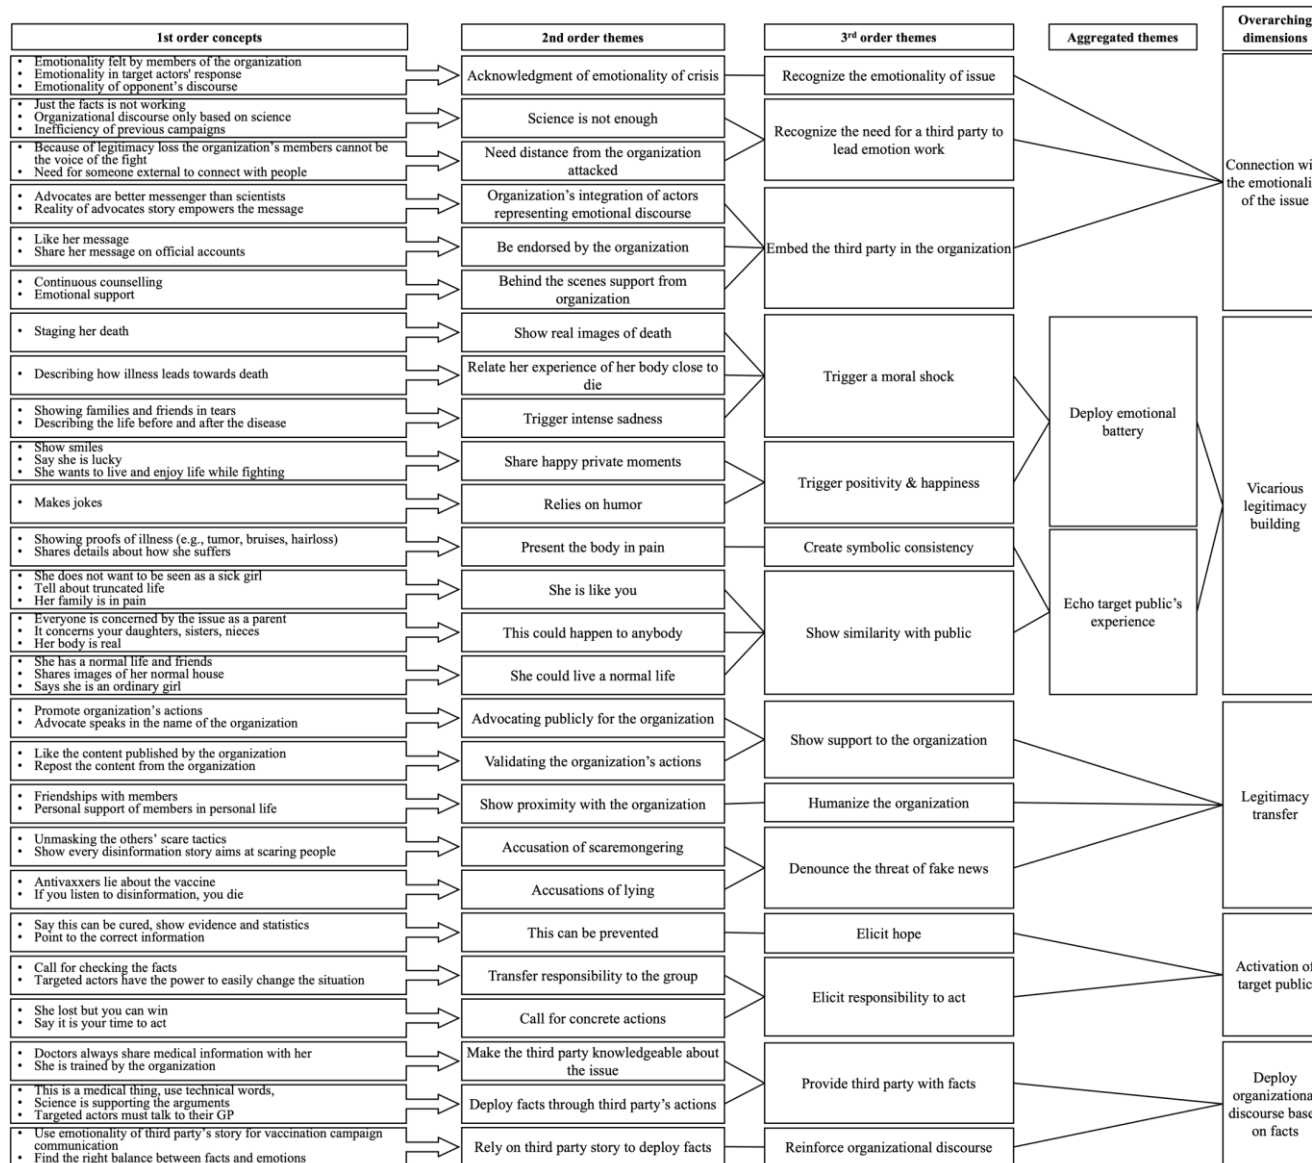 1st order concepts
2nd order themes
3rd order themes
Aggregated themes
Overarching
dimensions
• Emotionality felt by members of the organization
• Emotionality in target actors' response
• Emotionality of opponent's discourse
Acknowledgment of emotionality of crisis
Recognize the emotionality of issue
• Just the facts is not working
• Organizational discourse only based on science
• Inefficiency of previous campaigns
Science is not enough
Recognize the need for a third party to
lead emotion work
• Because of legitimacy loss the organization's members cannot be
the voice of the fight
• Need for someone external to connect with people
Need distance from the organization
attacked
Connection wi
the emotionali
of the issue
• Advocates are better messenger than scientists
• Reality of advocates story empowers the message
Organization's integration of actors
representing emotional discourse
• Like her message
• Share her message on official accounts
Be endorsed by the organization
Embed the third party in the organization
• Continuous counselling
• Emotional support
Behind the scenes support from
organization
• Staging her death
Show real images of death
• Describing how illness leads towards death
Relate her experience of her body close to
die
Trigger a moral shock
• Showing families and friends in tears
• Describing the life before and after the disease
Trigger intense sadness
Deploy emotional
battery
• Show smiles
• Say she is lucky
• She wants to live and enjoy life while fighting
Share happy private moments
Trigger positivity & happiness
• Makes jokes
Relies on humor
Vicarious
legitimacy
building
• Showing proofs of illness (e.g., tumor, bruises, hairloss)
• Shares details about how she suffers
Present the body in pain
Create symbolic consistency
• She does not want to be seen as a sick girl
• Tell about truncated life
• Her family is in pain
She is like you
Echo target public's
experience
• Everyone is concerned by the issue as a parent
• It concerns your daughters, sisters, nieces
• Her body is real
This could happen to anybody
Show similarity with public
• She has a normal life and friends
• Shares images of her normal house
• Says she is an ordinary girl
She could live a normal life
• Promote organization's actions
• Advocate speaks in the name of the organization
Advocating publicly for the organization
Show support to the organization
• Like the content published by the organization
• Repost the content from the organization
Validating the organization's actions
• Friendships with members
• Personal support of members in personal life
Show proximity with the organization
Humanize the organization
Legitimacy
transfer
• Unmasking the others' scare tactics
• Show every disinformation story aims at scaring people
Accusation of scaremongering
Denounce the threat of fake news
• Antivaxxers lie about the vaccine
• If you listen to disinformation, you die
Accusations of lying
• Say this can be cured, show evidence and statistics
• Point to the correct information
This can be prevented
Elicit hope
• Call for checking the facts
• Targeted actors have the power to easily change the situation
Transfer responsibility to the group
Elicit responsibility to act
Activation of
target public
• She lost but you can win
• Say it is your time to act
Call for concrete actions
• Doctors always share medical information with her
• She is trained by the organization
Make the third party knowledgeable about
the issue
Provide third party with facts
• This is a medical thing, use technical words,
• Science is supporting the arguments
• Targeted actors must talk to their GP
Deploy facts through third party's actions
Deploy
organizationa
discourse base
on facts
• Use emotionality of third party's story for vaccination campaign
communication
• Find the right balance between facts and emotions
Rely on third party story to deploy facts
Reinforce organizational discourse